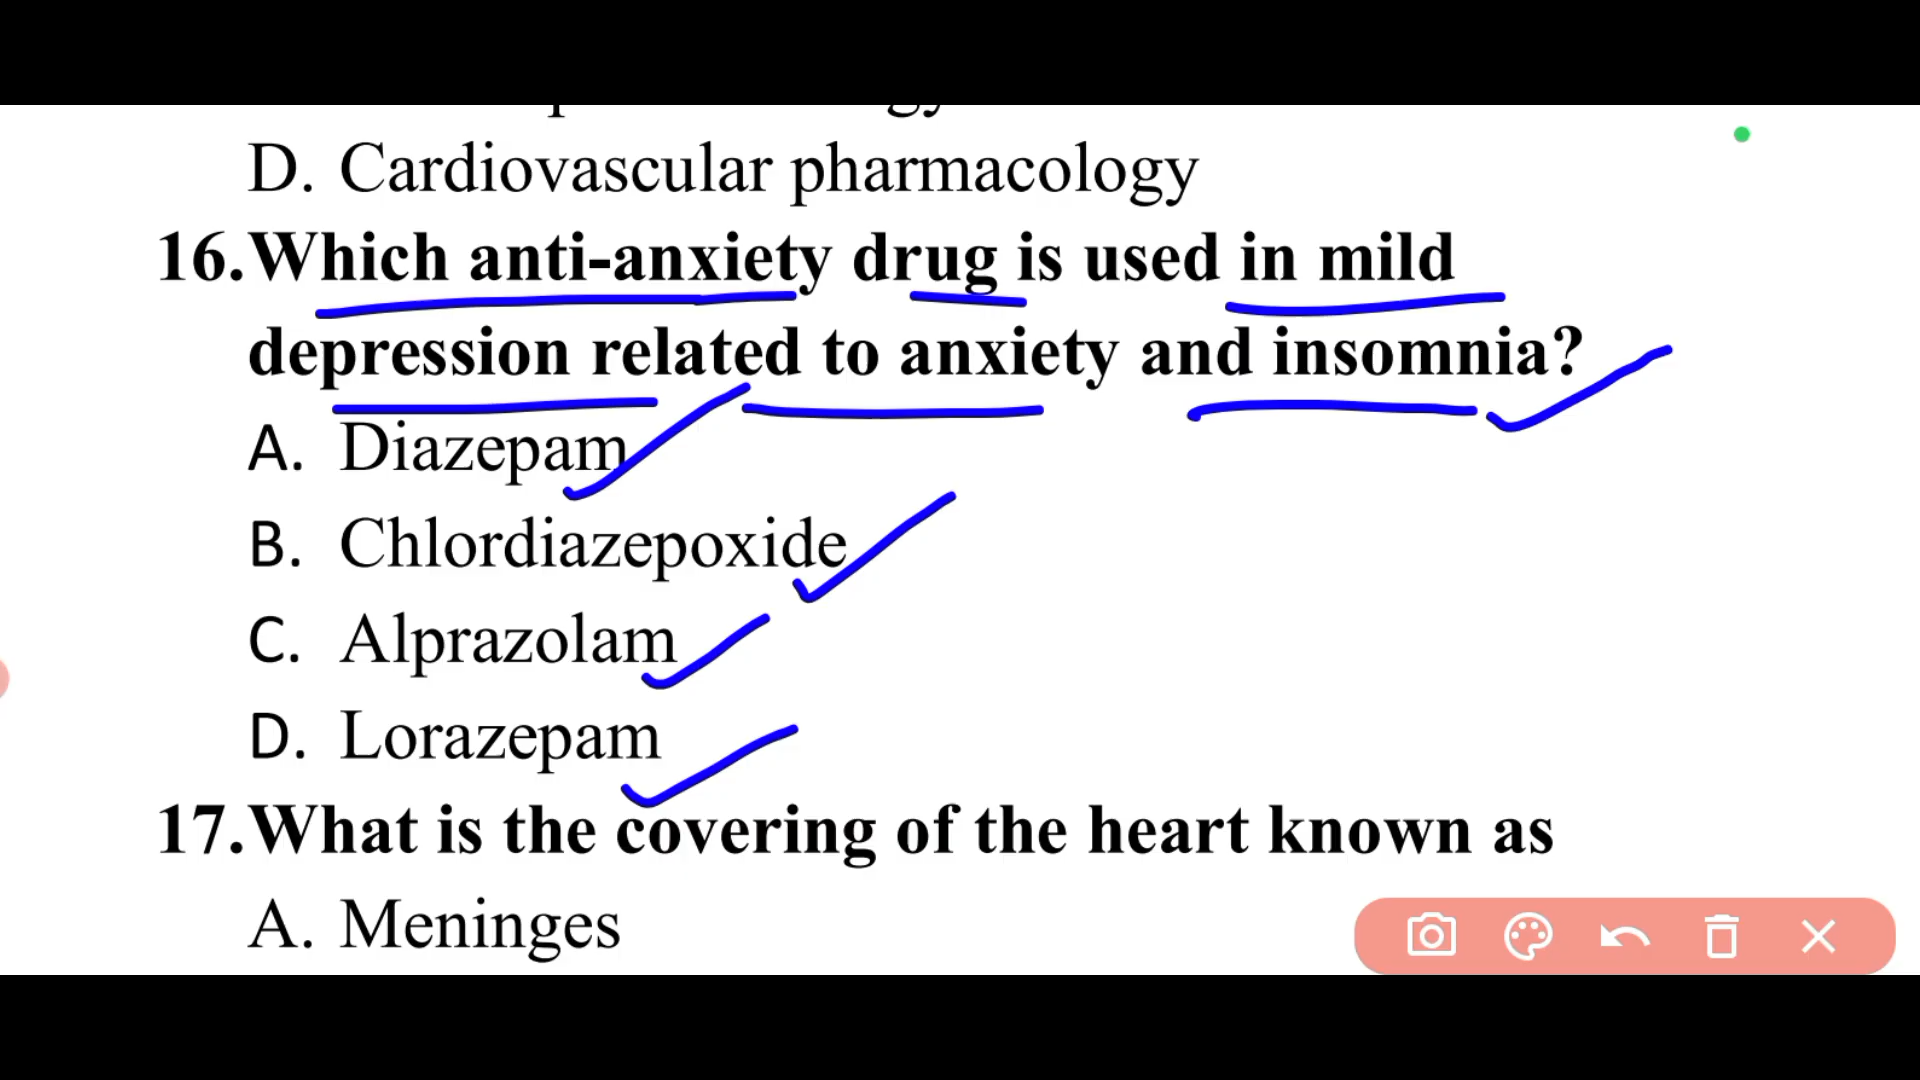 D. Cardiovascular pharmacology
16.Which anti-anxiety drug is used in mild
depression related to anxiety and insomnia?
A. Diazepam
B. Chlordiazepoxide
C. Alprazolam
D. Lorazepam
17.What is the covering of the heart known as
A. Meninges